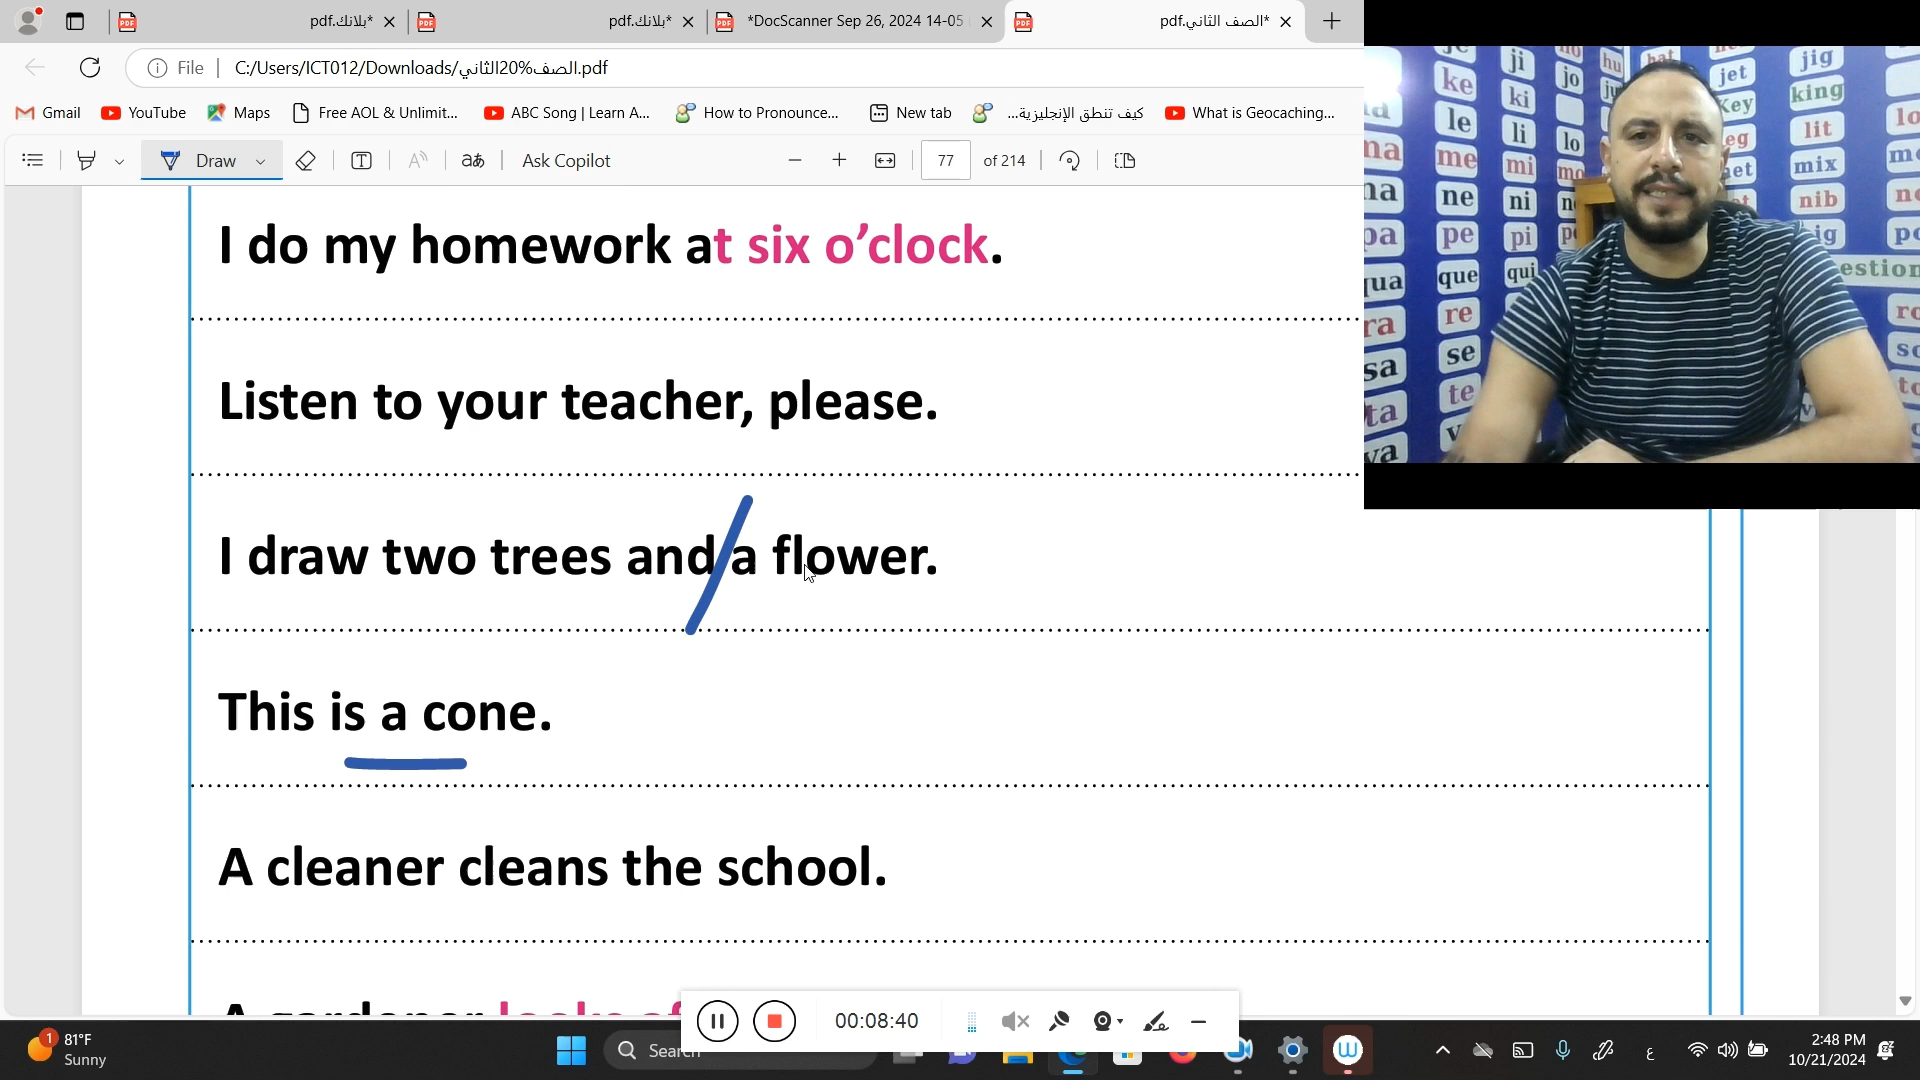 بلانك.pdf*
بلانك.pdf*
*DocScanner Sep 26, 2024 14-05
الصف الثاني.pdf*
File
C:/Users/ICT012/Downloads/الصف%20الثاني.pdf
Gmail
YouTube
Maps
Free AOL & Unlimit...
ABC Song | Learn A...
How to Pronounce...
New tab
كيف تنطق الإنجليزية...
What is Geocaching...
Draw
Ask Copilot
77
of 214
I do my homework at six o’clock.
Listen to your teacher, please.
I draw two trees and a flower.
This is a cone.
A cleaner cleans the school.
A gardener
ke
le
me
ne
pe
que
re
se
te
ji
ki
li
mi
ni
pi
qui
jo
lo
jet
key
king
jig
lit
mix
nib
00:08:40
1
81°F
Sunny
Search
ع
2:48 PM
10/21/2024